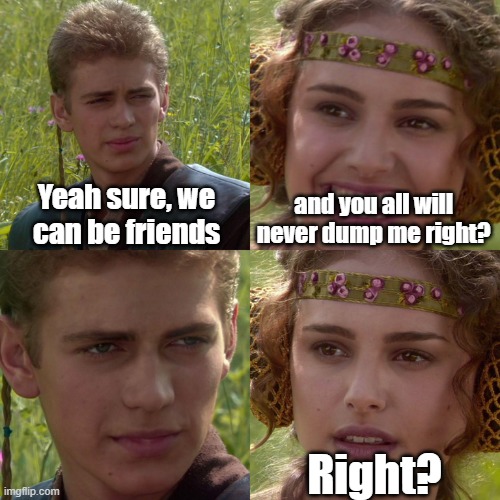 Yeah sure, we
can be friends
and you all will
never dump me right?
Right?
imgflip.com